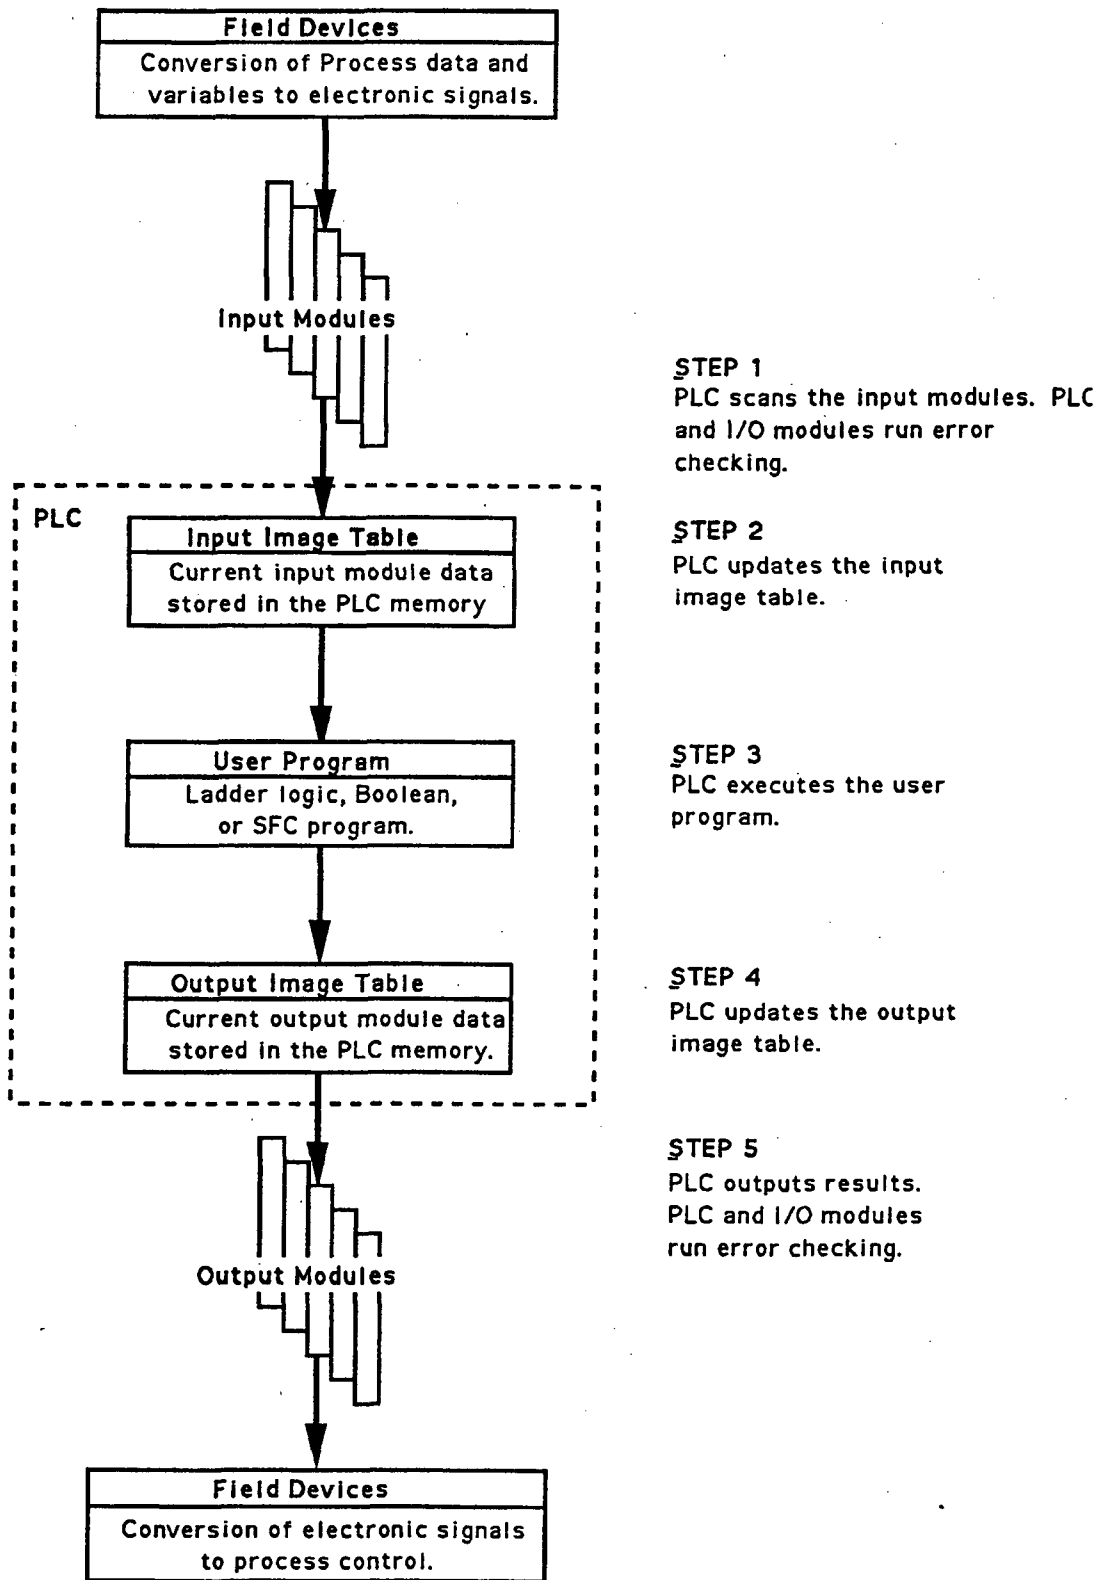 Field Devices
Conversion of Process data and
variables to electronic signals.
Input Modules
STEP 1
PLC scans the input modules. PLC
and I/O modules run error
checking.
PLC
Input Image Table
Current input module data
stored in the PLC memory
STEP 2
PLC updates the input
image table.
User Program
Ladder logic, Boolean,
or SFC program.
STEP 3
PLC executes the user
program.
Output Image Table
Current output module data
stored in the PLC memory.
STEP 4
PLC updates the output
image table.
STEP 5
PLC outputs results.
PLC and I/O modules
run error checking.
Output Modules
Field Devices
Conversion of electronic signals
to process control.